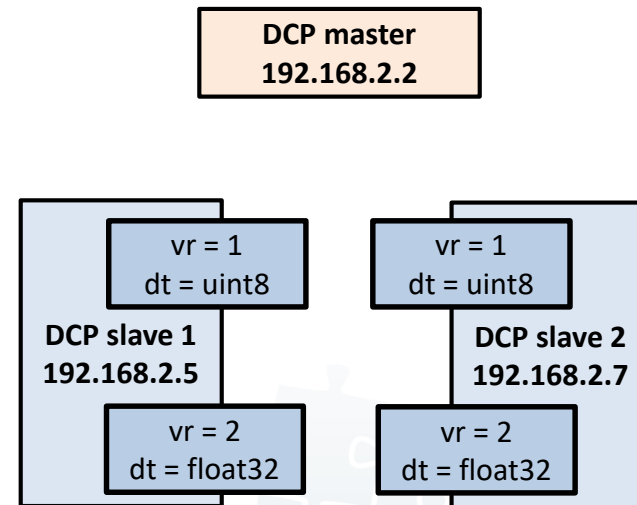 DCP master
192.168.2.2
vr = 1
dt = uint8
DCP slave 1
192.168.2.5
vr = 2
dt = float32
vr = 1
dt = uint8
DCP slave 2
192.168.2.7
vr = 2
dt = float32